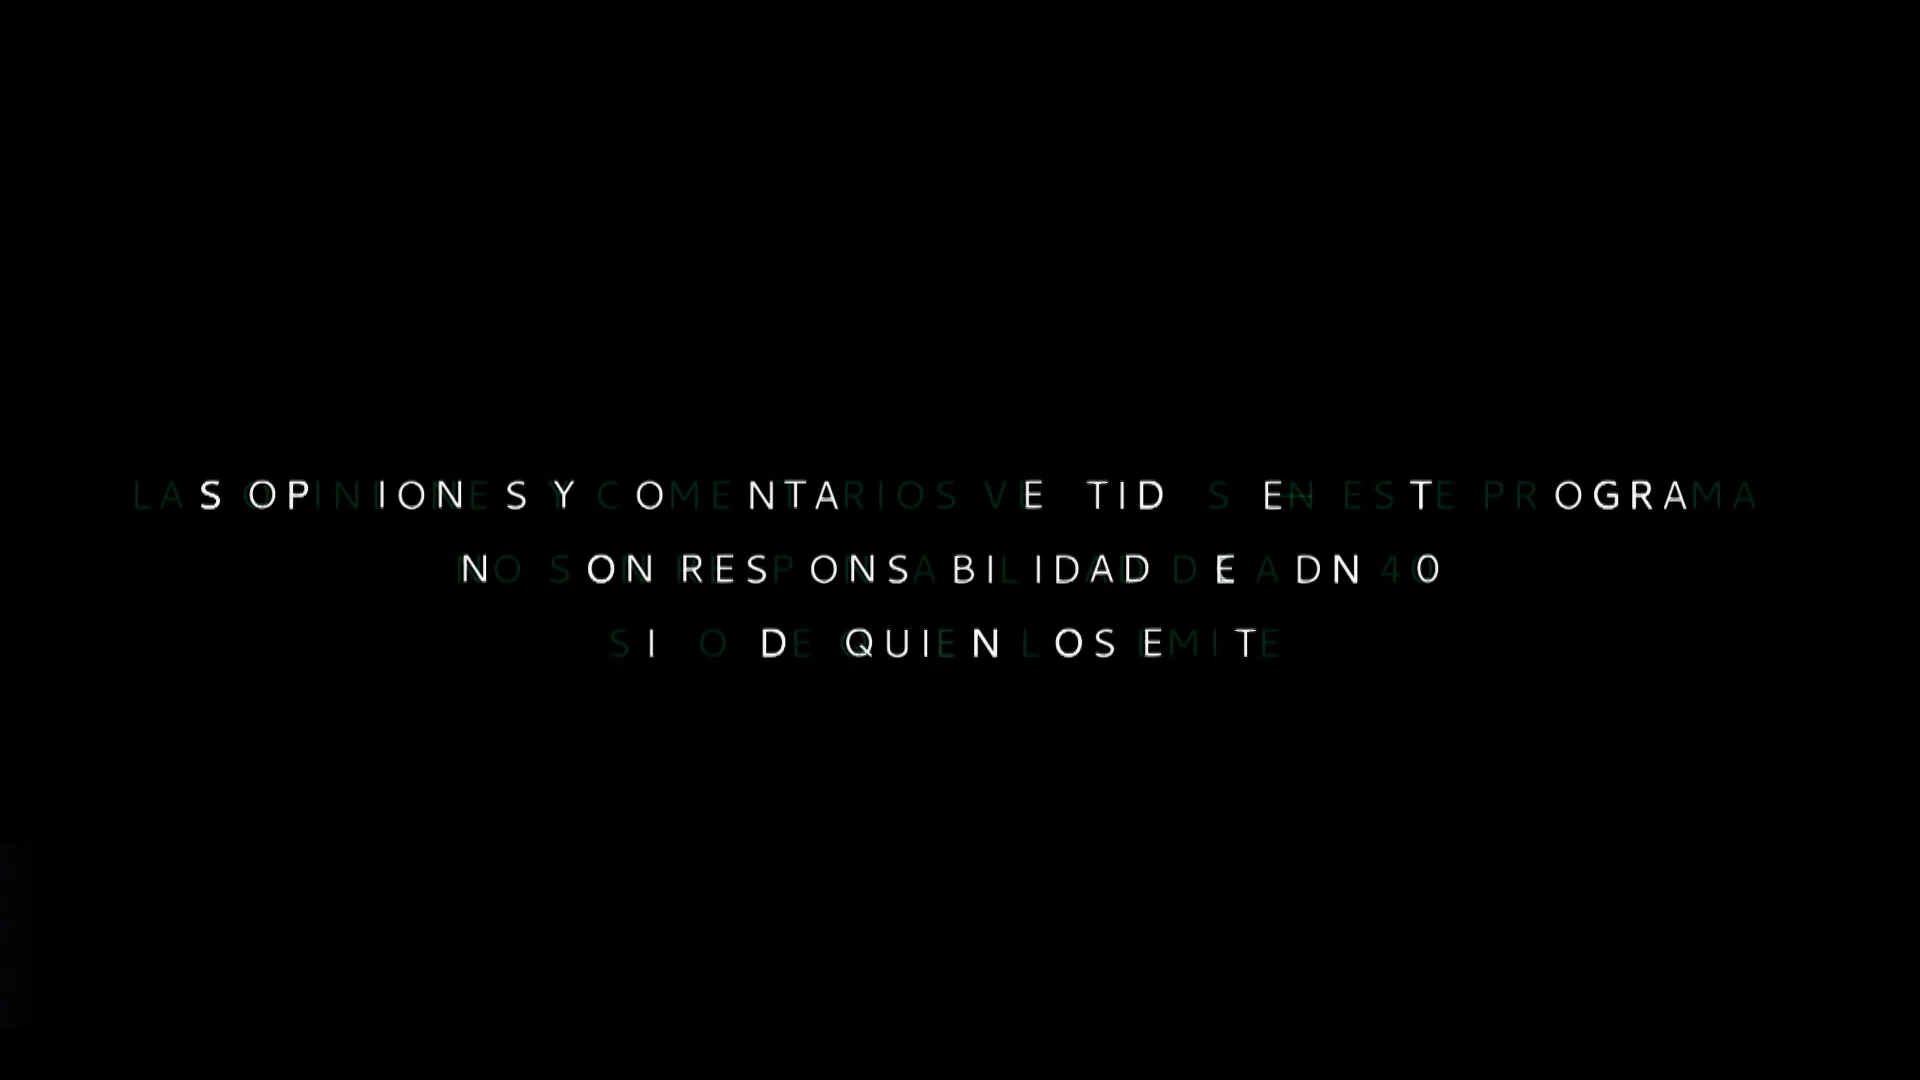 LAS OPINIONES Y COMENTARIOS VERTIDOS EN ESTE PROGRAMA
NO SON RESPONSABILIDAD DE ADN 40
SINO DE QUIEN LOS EMITE